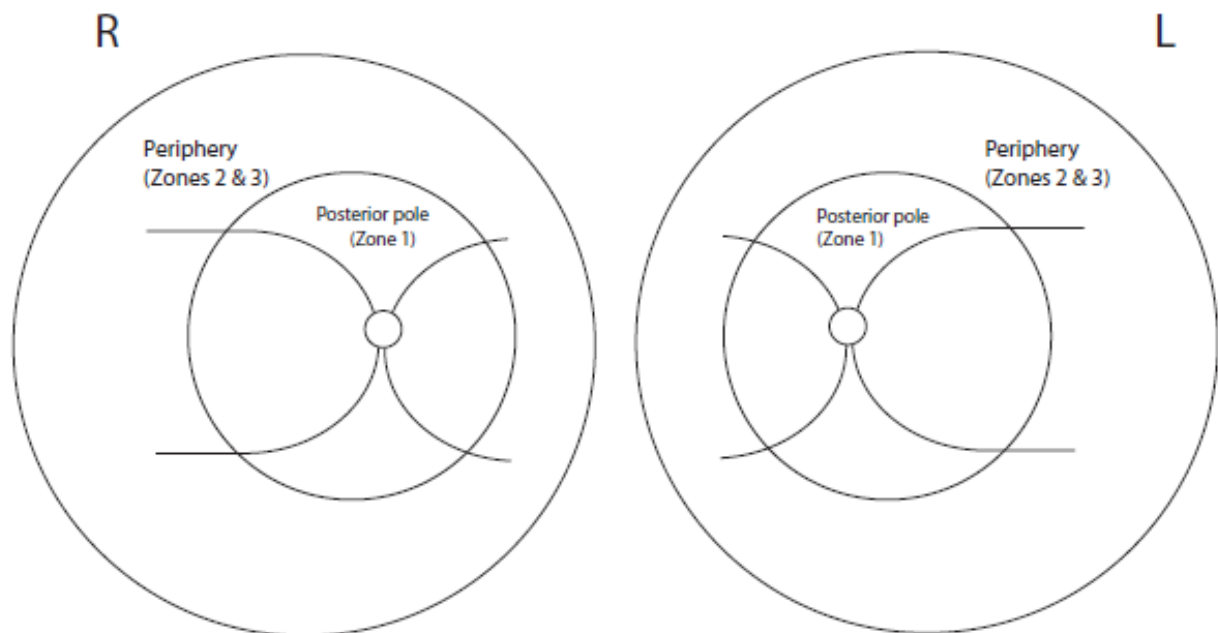 R
L
Periphery
(Zones 2 & 3)
Posterior pole
(Zone 1)
Periphery
(Zones 2 & 3)
Posterior pole
(Zone 1)